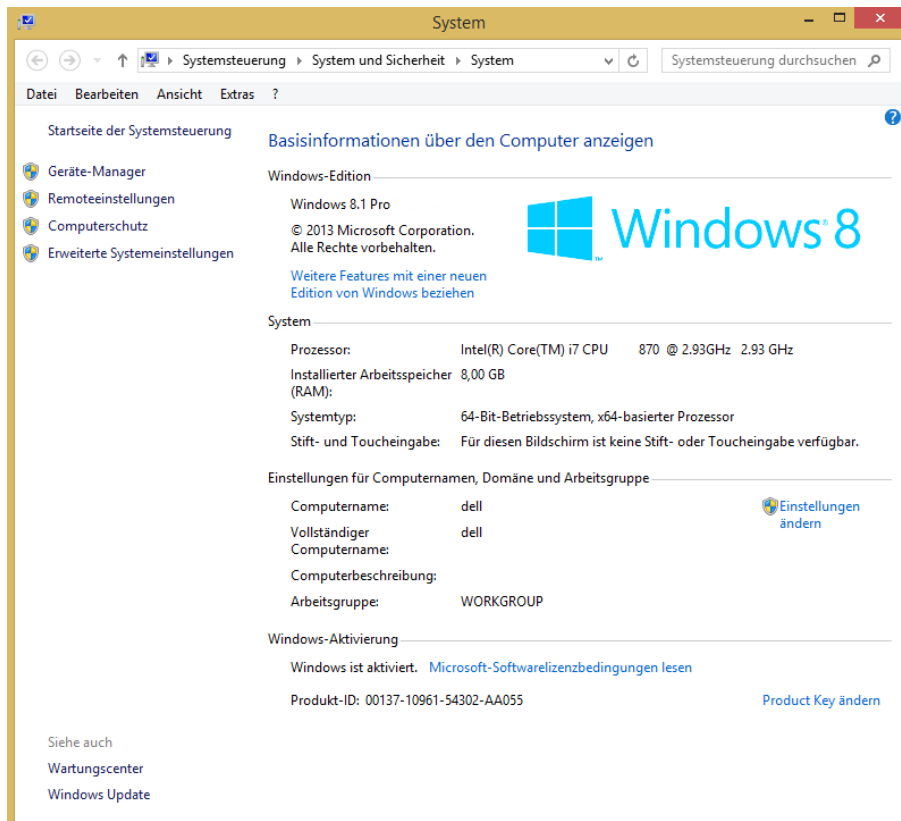 System
Systemsteuerung System und Sicherheit System
Systemsteuerung durchsuchen
Datei Bearbeiten Ansicht Extras ?
?
Startseite der Systemsteuerung
Geräte-Manager
Remoteeinstellungen
Computerschutz
Erweiterte Systemeinstellungen
Basisinformationen über den Computer anzeigen
Windows-Edition
Windows 8.1 Pro
© 2013 Microsoft Corporation.
Alle Rechte vorbehalten.
Weitere Features mit einer neuen
Edition von Windows beziehen
Windows 8
System
Prozessor: Intel(R) Core(TM) i7 CPU 870 @ 2.93GHz 2.93 GHz
Installierter Arbeitsspeicher 8,00 GB
(RAM):
Systemtyp: 64-Bit-Betriebssystem, x64-basierter Prozessor
Stift- und Toucheingabe: Für diesen Bildschirm ist keine Stift- oder Toucheingabe verfügbar.
Einstellungen für Computernamen, Domäne und Arbeitsgruppe
Computername: dell
Einstellungen
ändern
Vollständiger dell
Computername:
Computerbeschreibung:
Arbeitsgruppe: WORKGROUP
Windows-Aktivierung
Windows ist aktiviert. Microsoft-Softwarelizenzbedingungen lesen
Produkt-ID: 00137-10961-54302-AA055 Product Key ändern
Siehe auch
Wartungscenter
Windows Update